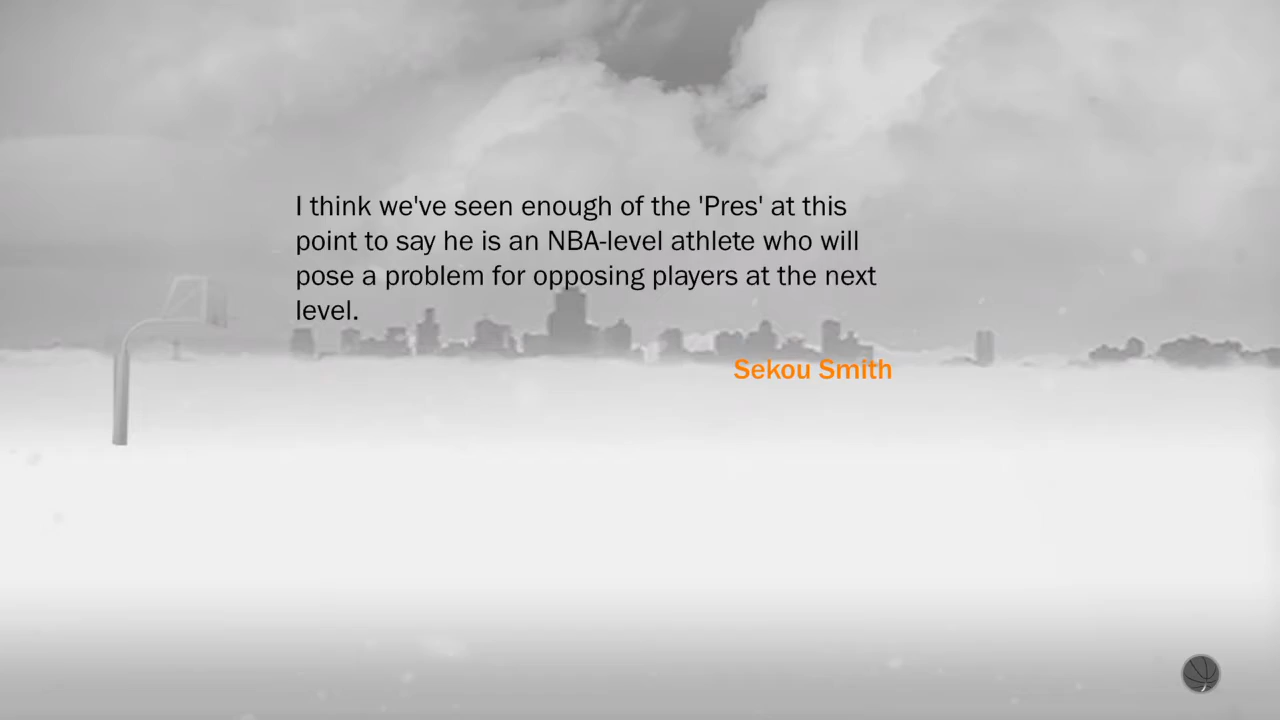 I think we've seen enough of the 'Pres' at this
point to say he is an NBA-level athlete who will
pose a problem for opposing players at the next
level.
Sekou Smith